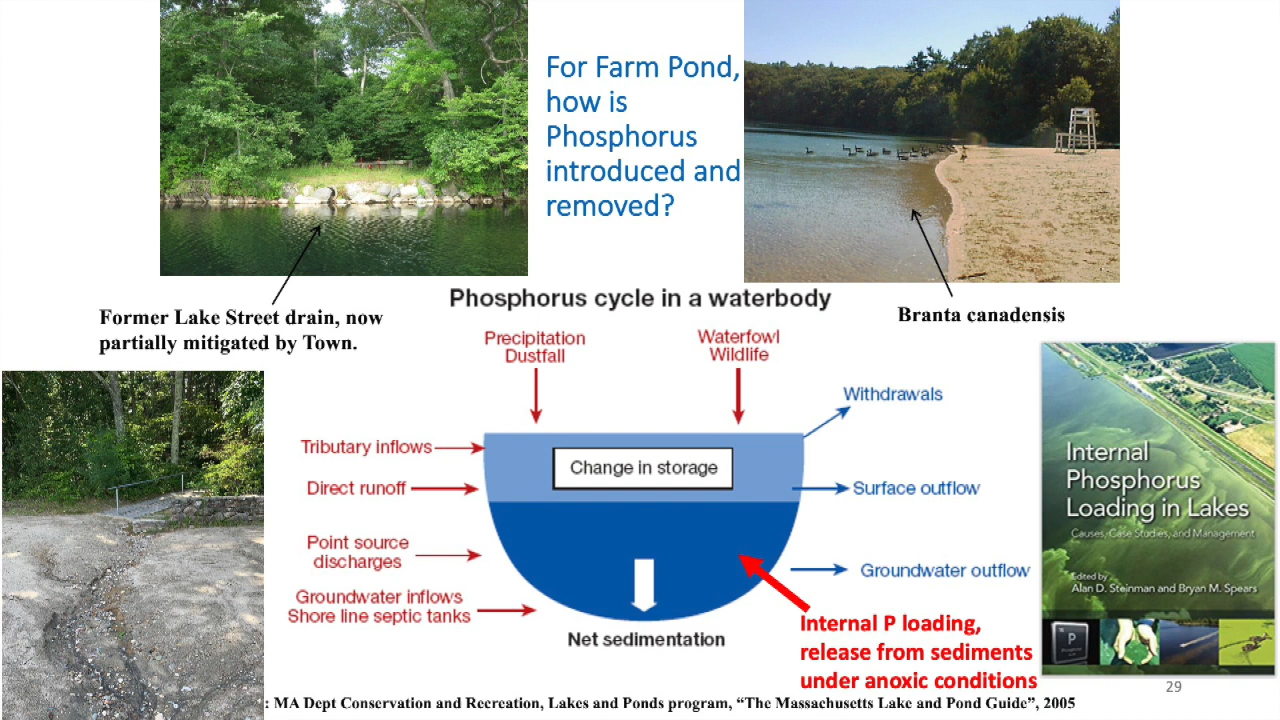 For Farm Pond,
how is
Phosphorus
introduced and
removed?
Former Lake Street drain, now
partially mitigated by Town.
Branta canadensis
Phosphorus cycle in a waterbody
Precipitation
Dustfall
Waterfowl
Wildlife
Withdrawals
Tributary inflows
Change in storage
Direct runoff
Surface outflow
Point source
discharges
Groundwater outflow
Groundwater inflows
Shore line septic tanks
Net sedimentation
Internal P loading,
release from sediments
under anoxic conditions
Internal
Phosphorus
Loading in Lakes
Causes, Case Studies, and Management
Edited by
Alan D. Steinman and Bryan M. Spears
P
29
: MA Dept Conservation and Recreation, Lakes and Ponds program, “The Massachusetts Lake and Pond Guide”, 2005